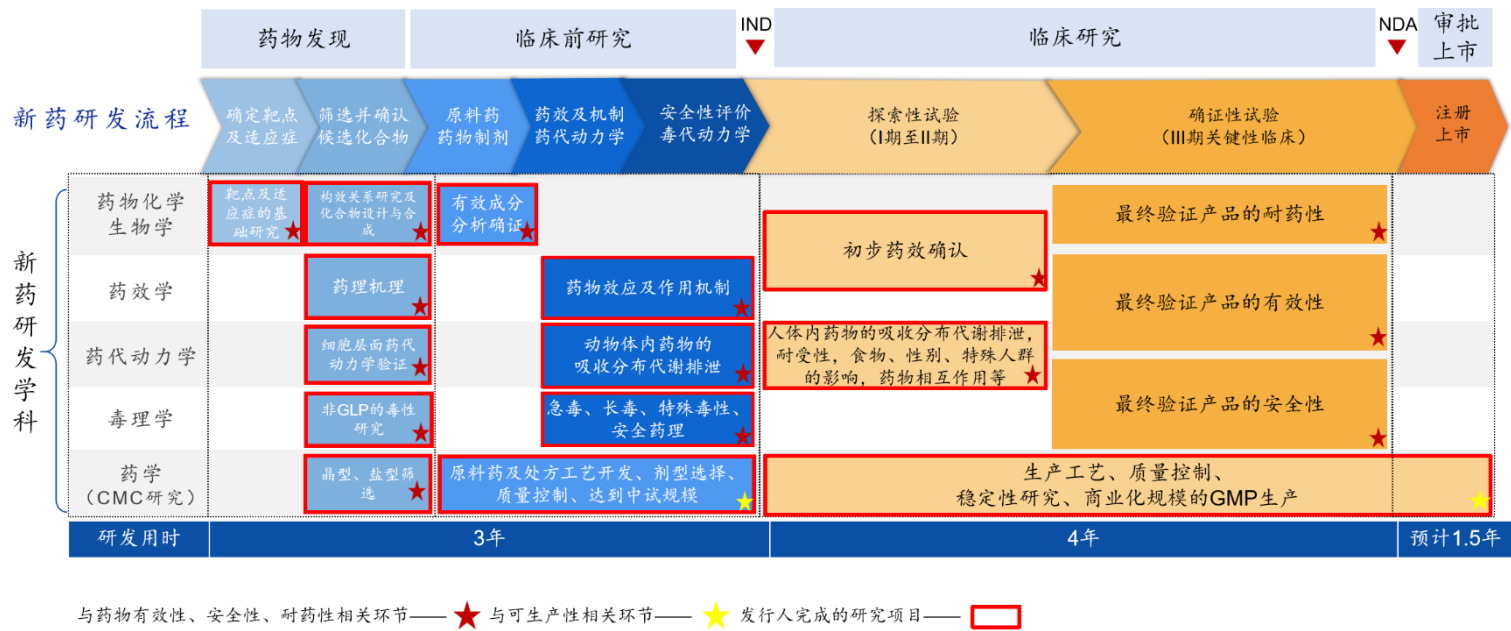 药物发现
临床前研究
IND
临床研究
NDA
审批
上市
新药研发流程
确定靶点
及适应症
筛选并确认
候选化合物
原料药
药物制剂
药效及机制
药代动力学
安全性评价
毒代动力学
探索性试验
(I期至II期)
确证性试验
(III期关键性临床)
注册
上市
新药研发学科
药物化学
生物学
靶点及适
应症的基
础研究
构效关系研究及
化合物设计与合
成
有效成分
分析确证
初步药效确认
最终验证产品的耐药性
药效学
药理机理
药物效应及作用机制
最终验证产品的有效性
药代动力学
细胞层面药代
动力学验证
动物体内药物的
吸收分布代谢排泄
人体内药物的吸收分布代谢排泄,
耐受性，食物、性别、特殊人群
的影响，药物相互作用等
毒理学
非GLP的毒性
研究
急毒、长毒、特殊毒性、
安全药理
最终验证产品的安全性
药学
(CMC研究)
晶型、盐型筛
选
原料药及处方工艺开发、剂型选择、
质量控制、达到中试规模
生产工艺、质量控制、
稳定性研究、商业化规模的GMP生产
研发用时
3年
4年
预计1.5年
与药物有效性、安全性、耐药性相关环节——
与可生产性相关环节——
发行人完成的研究项目——